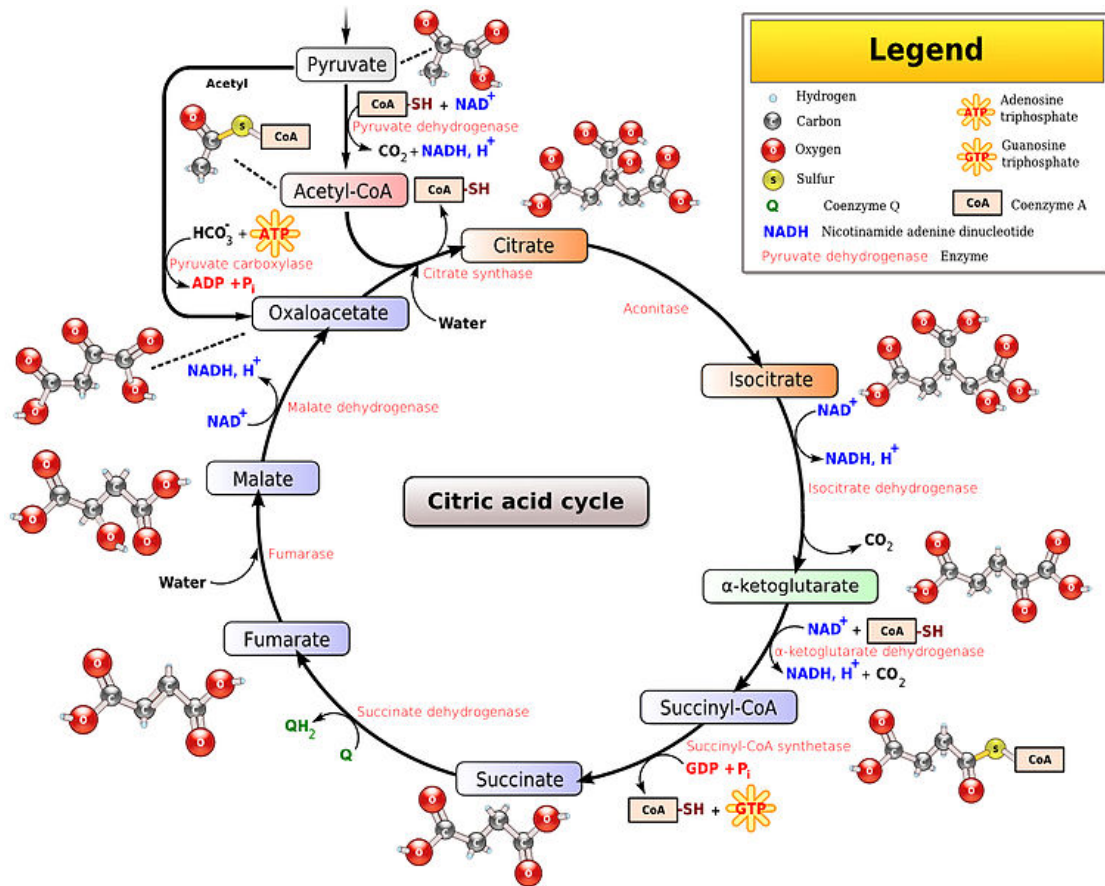 Legend
Hydrogen
Carbon
Oxygen
S Sulfur
Q Coenzyme Q
NADH Nicotinamide adenine dinucleotide
Pyruvate dehydrogenase Enzyme
ATP Adenosine
triphosphate
GTP Guanosine
triphosphate
CoA Coenzyme A
Pyruvate
Acetyl
CoA-SH + NAD+
Pyruvate dehydrogenase
CO2 + NADH, H+
S CoA
Acetyl-CoA
CoA-SH
HCO3- + ATP
Pyruvate carboxylase
ADP + Pi
Citrate
Citrate synthase
Water
Oxaloacetate
Aconitase
Isocitrate
NAD+
NADH, H+
Isocitrate dehydrogenase
CO2
α-ketoglutarate
NAD+ + CoA-SH
α-ketoglutarate dehydrogenase
NADH, H+ + CO2
Succinyl-CoA
S CoA
Succinyl-CoA synthetase
GDP + Pi
CoA-SH + GTP
Succinate
Succinate dehydrogenase
QH2
Q
Fumarate
Fumarase
Water
Malate
Malate dehydrogenase
NAD+
NADH, H+
Citric acid cycle